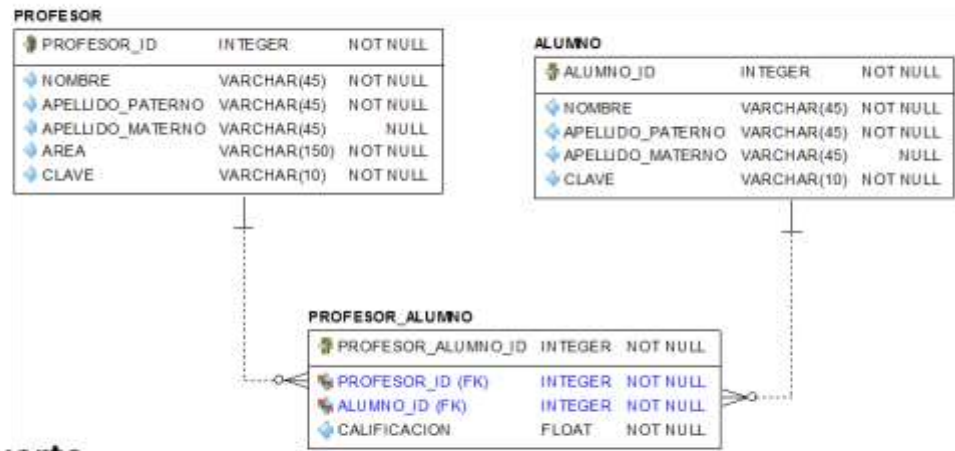 PROFESOR
PROFESOR_ID INTEGER NOT NULL
NOMBRE VARCHAR(45) NOT NULL
APELLIDO_PATERNO VARCHAR(45) NOT NULL
APELLIDO_MATERNO VARCHAR(45) NULL
AREA VARCHAR(150) NOT NULL
CLAVE VARCHAR(10) NOT NULL
ALUMNO
ALUMNO_ID INTEGER NOT NULL
NOMBRE VARCHAR(45) NOT NULL
APELLIDO_PATERNO VARCHAR(45) NOT NULL
APELLIDO_MATERNO VARCHAR(45) NULL
CLAVE VARCHAR(10) NOT NULL
PROFESOR_ALUMNO
PROFESOR_ALUMNO_ID INTEGER NOT NULL
PROFESOR_ID (FK) INTEGER NOT NULL
ALUMNO_ID (FK) INTEGER NOT NULL
CALIFICACION FLOAT NOT NULL